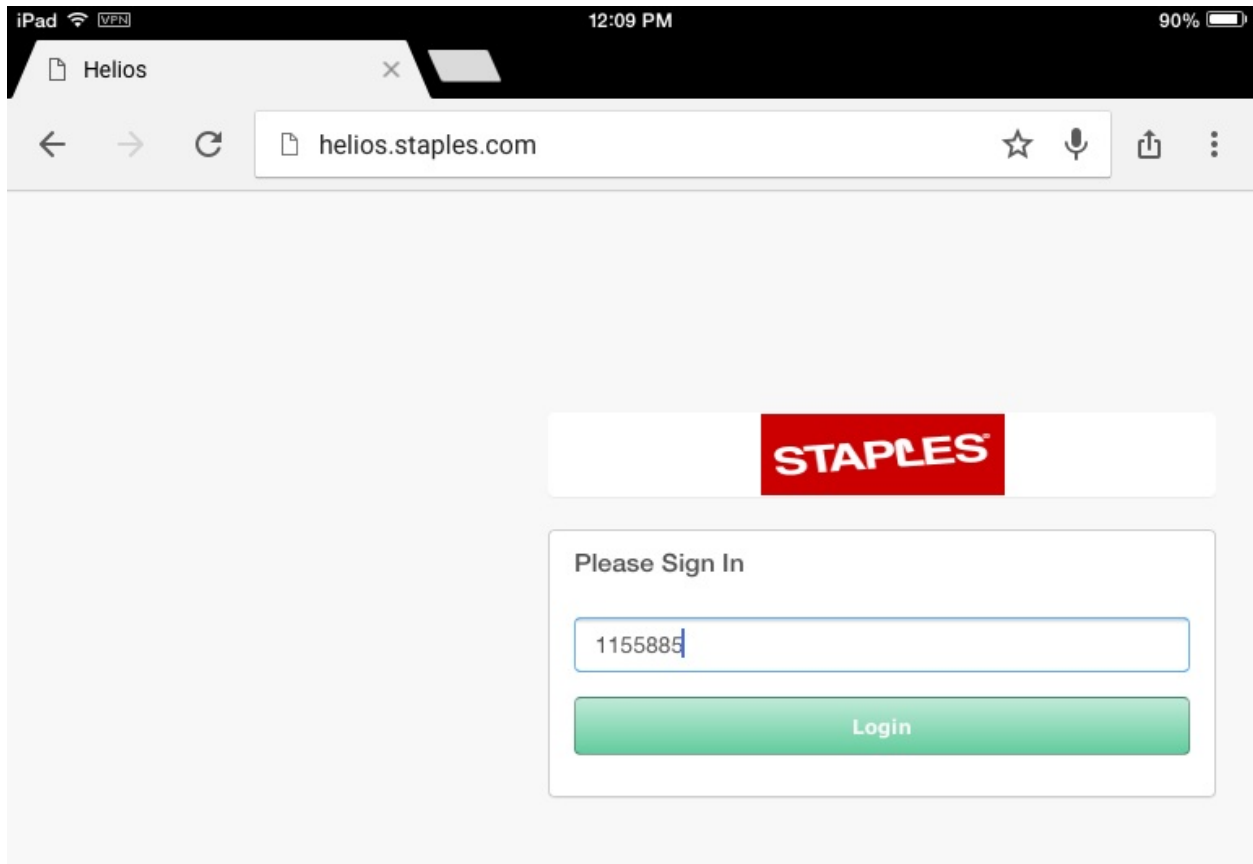 iPad VPN 12:09 PM 90%
Helios
helios.staples.com
STAPLES®
Please Sign In
1155885
Login